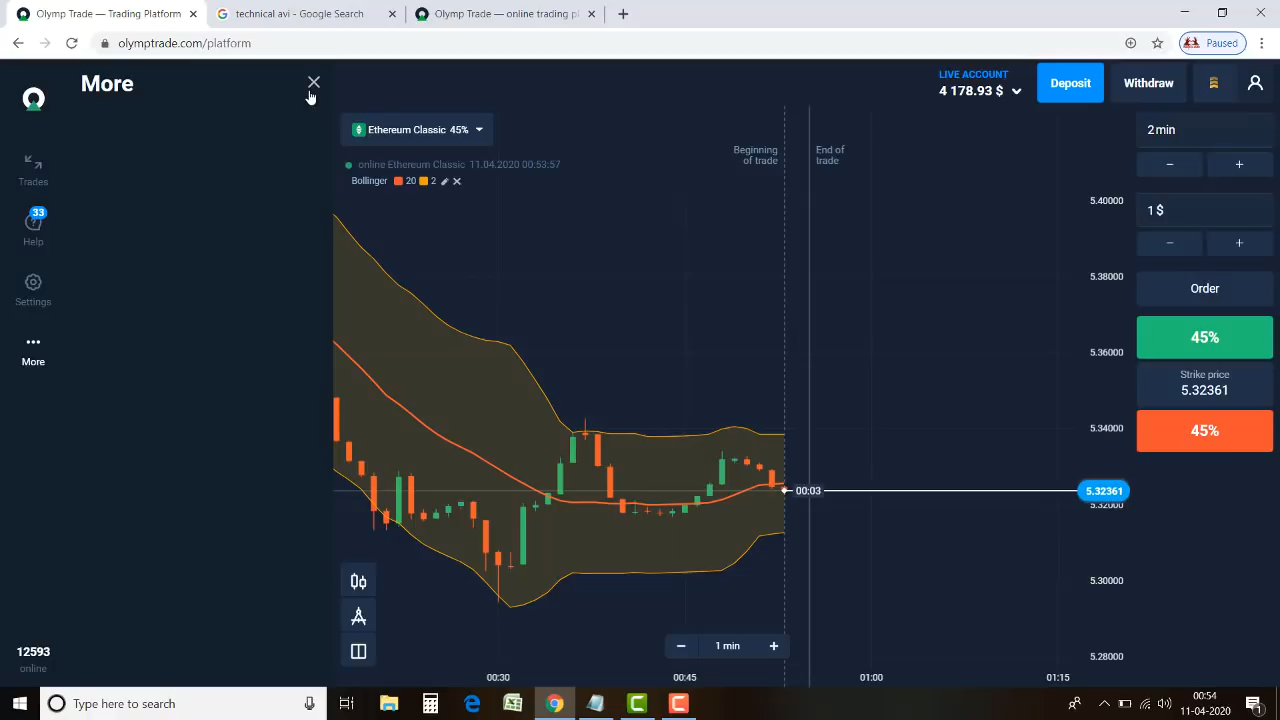 Olymp Trade — Trading Platform
technical avi - Google Search
Olymp Trade — online trading pl
olymptrade.com/platform
Paused
More
LIVE ACCOUNT
4 178.93 $
Deposit
Withdraw
Ethereum Classic 45%
online Ethereum Classic 11.04.2020 00:53:57
Bollinger 20 2
Beginning
of trade
End of
trade
2 min
− +
1 $
− +
Order
45%
Strike price
5.32361
45%
Trades
33
Help
Settings
More
12593
online
5.40000
5.38000
5.36000
5.34000
00:03
5.32361
5.32000
5.30000
5.28000
− 1 min +
00:30
00:45
01:00
01:15
Type here to search
00:54
11-04-2020
1